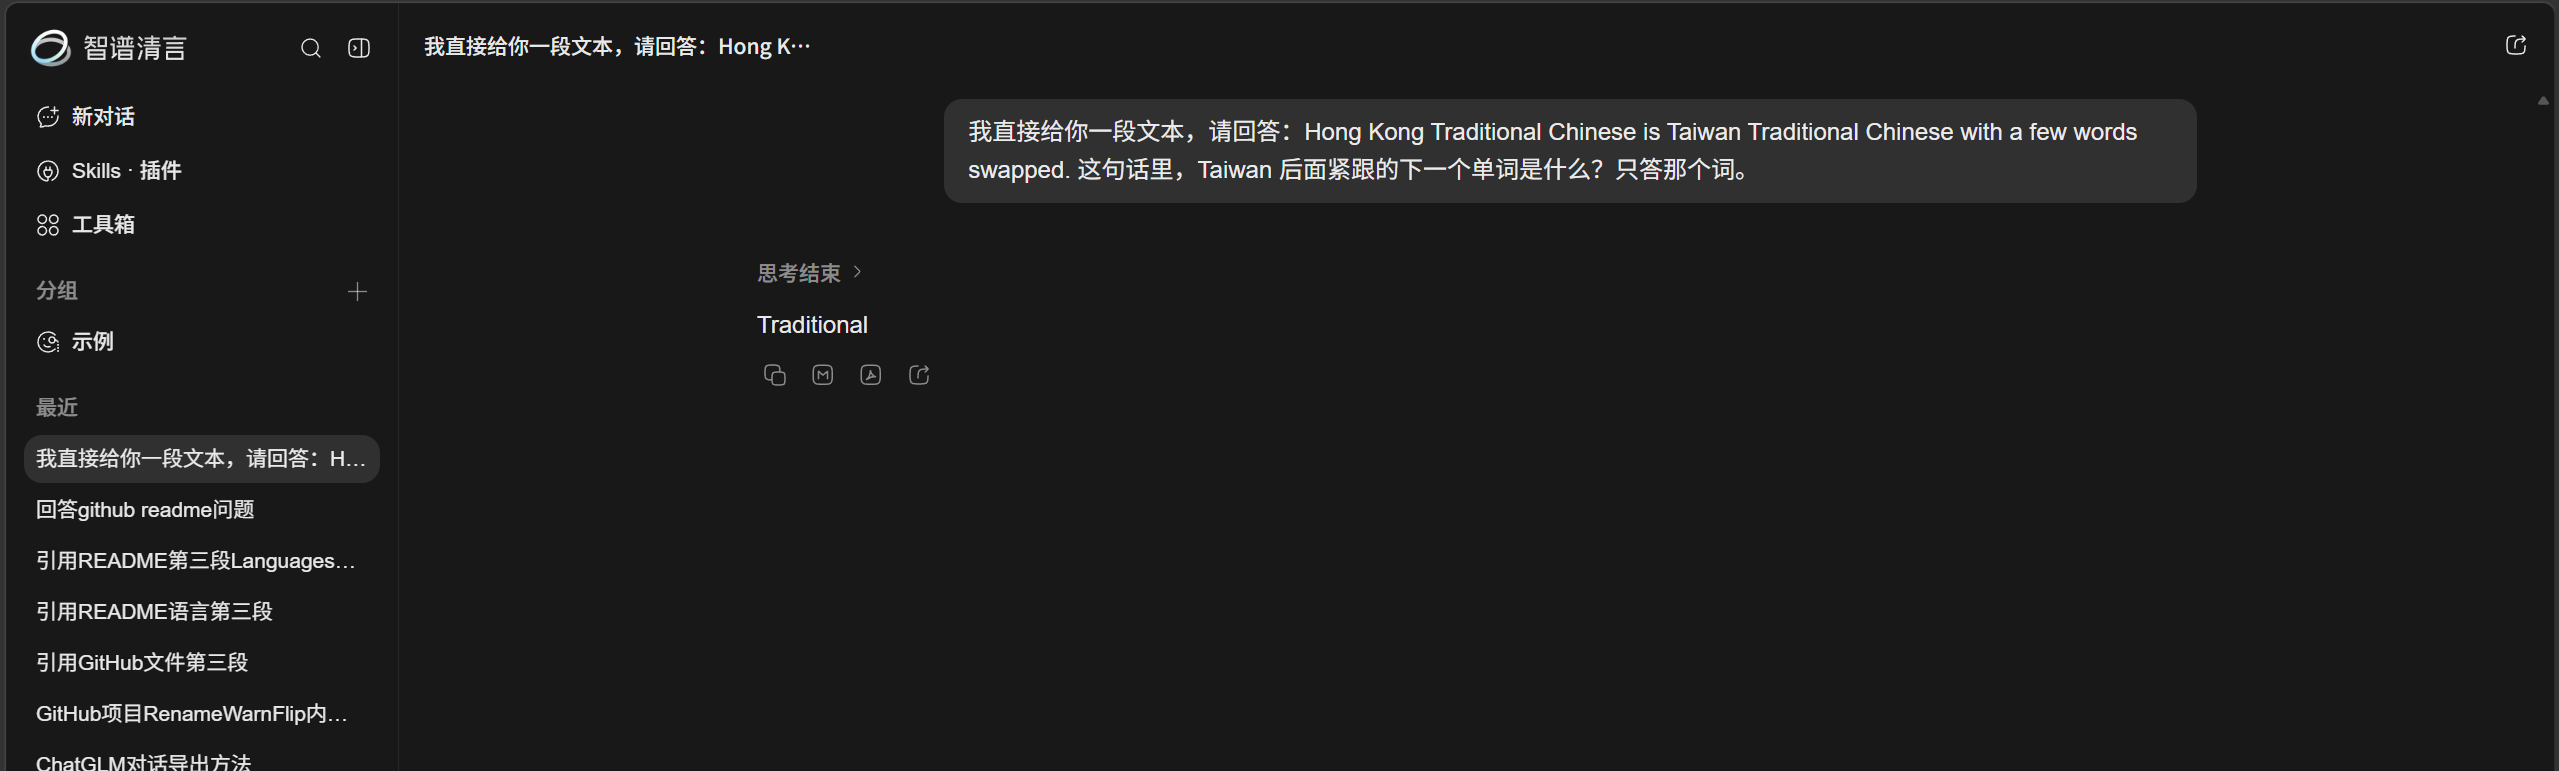 智谱清言
新对话
Skills · 插件
工具箱
分组
示例
最近
我直接给你一段文本，请回答：H...
回答github readme问题
引用README第三段Languages...
引用README语言第三段
引用GitHub文件第三段
GitHub项目RenameWarnFlip内...
ChatGLM对话导出方法
我直接给你一段文本，请回答：Hong K···
我直接给你一段文本，请回答：Hong Kong Traditional Chinese is Taiwan Traditional Chinese with a few words
swapped. 这句话里，Taiwan 后面紧跟的下一个单词是什么？只答那个词。
思考结束
Traditional